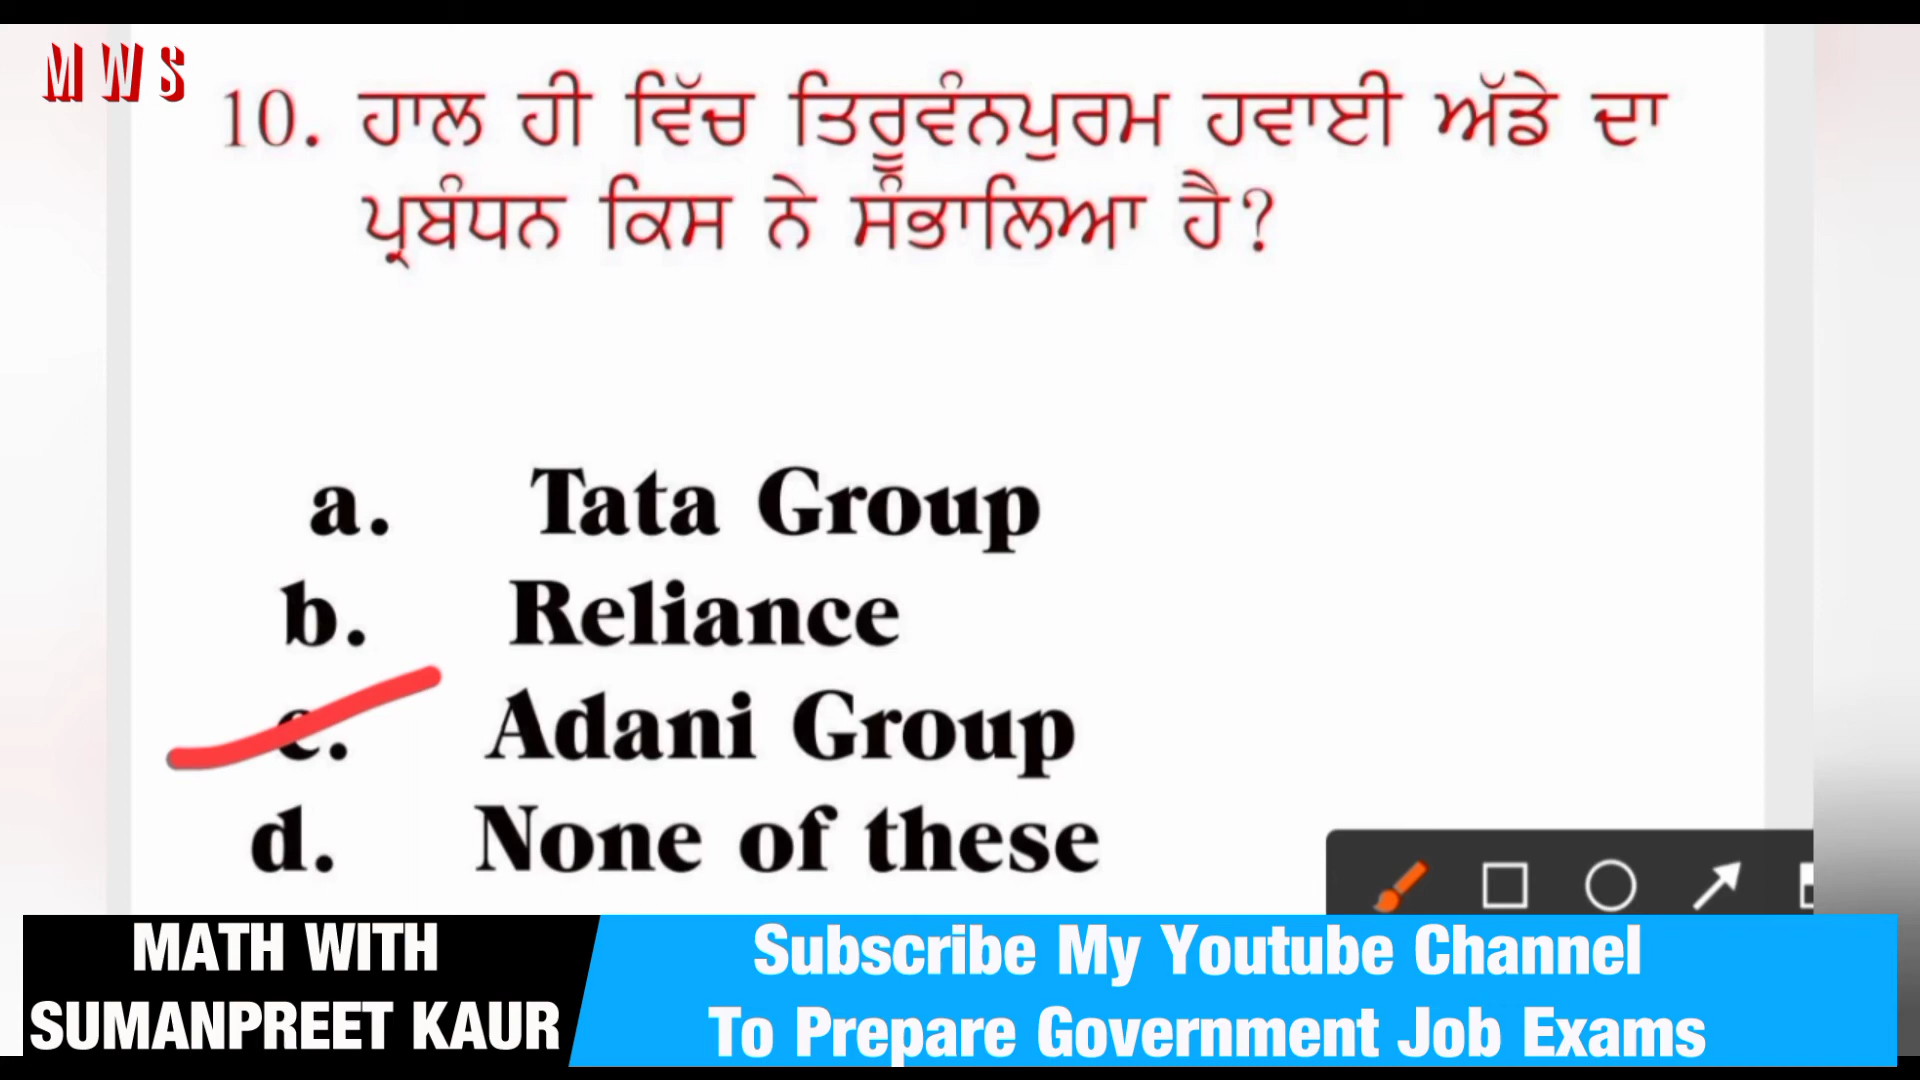 MWS
10. ਹਾਲ ਹੀ ਵਿੱਚ ਤਿਰੂਵੰਨਪੁਰਮ ਹਵਾਈ ਅੱਡੇ ਦਾ
ਪ੍ਰਬੰਧਨ ਕਿਸ ਨੇ ਸੰਭਾਲਿਆ ਹੈ?
a. Tata Group
b. Reliance
c. Adani Group
d. None of these
MATH WITH
SUMANPREET KAUR
Subscribe My Youtube Channel
To Prepare Government Job Exams